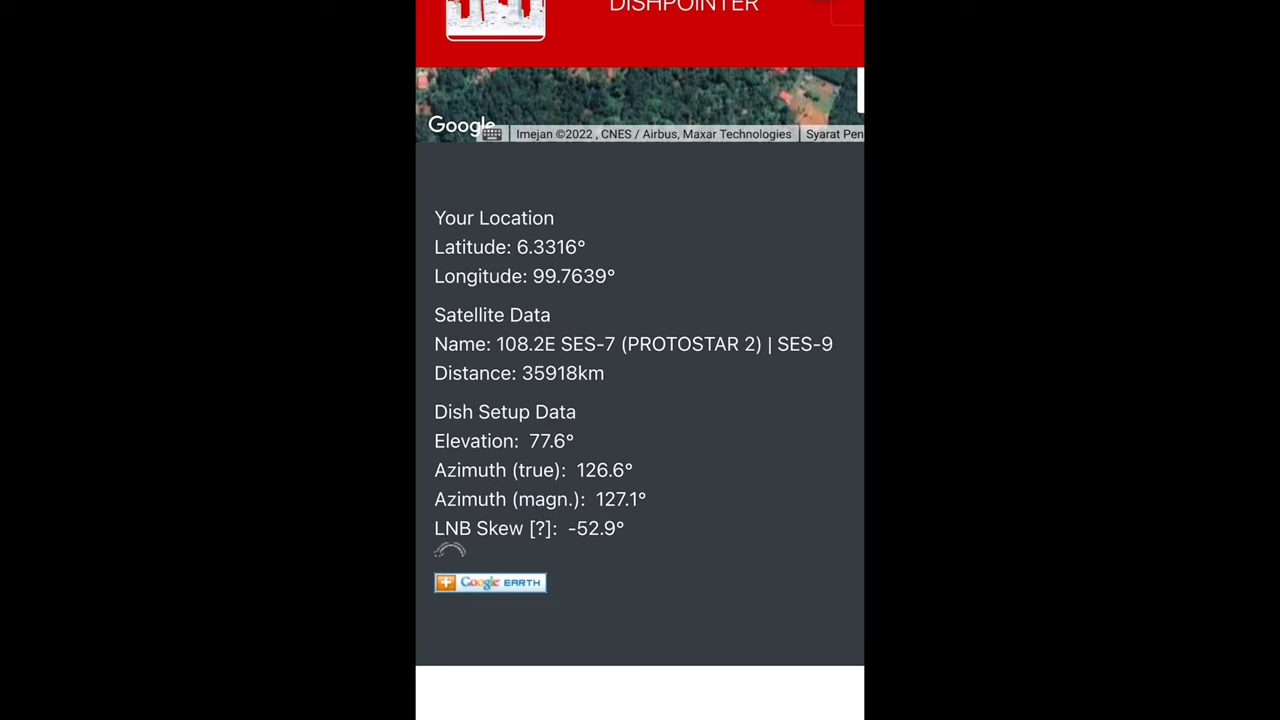 DISHPOINTER
Google
Imejan ©2022 , CNES / Airbus, Maxar Technologies
Syarat Pen
Your Location
Latitude: 6.3316°
Longitude: 99.7639°
Satellite Data
Name: 108.2E SES-7 (PROTOSTAR 2) | SES-9
Distance: 35918km
Dish Setup Data
Elevation: 77.6°
Azimuth (true): 126.6°
Azimuth (magn.): 127.1°
LNB Skew [?]: -52.9°
Google EARTH